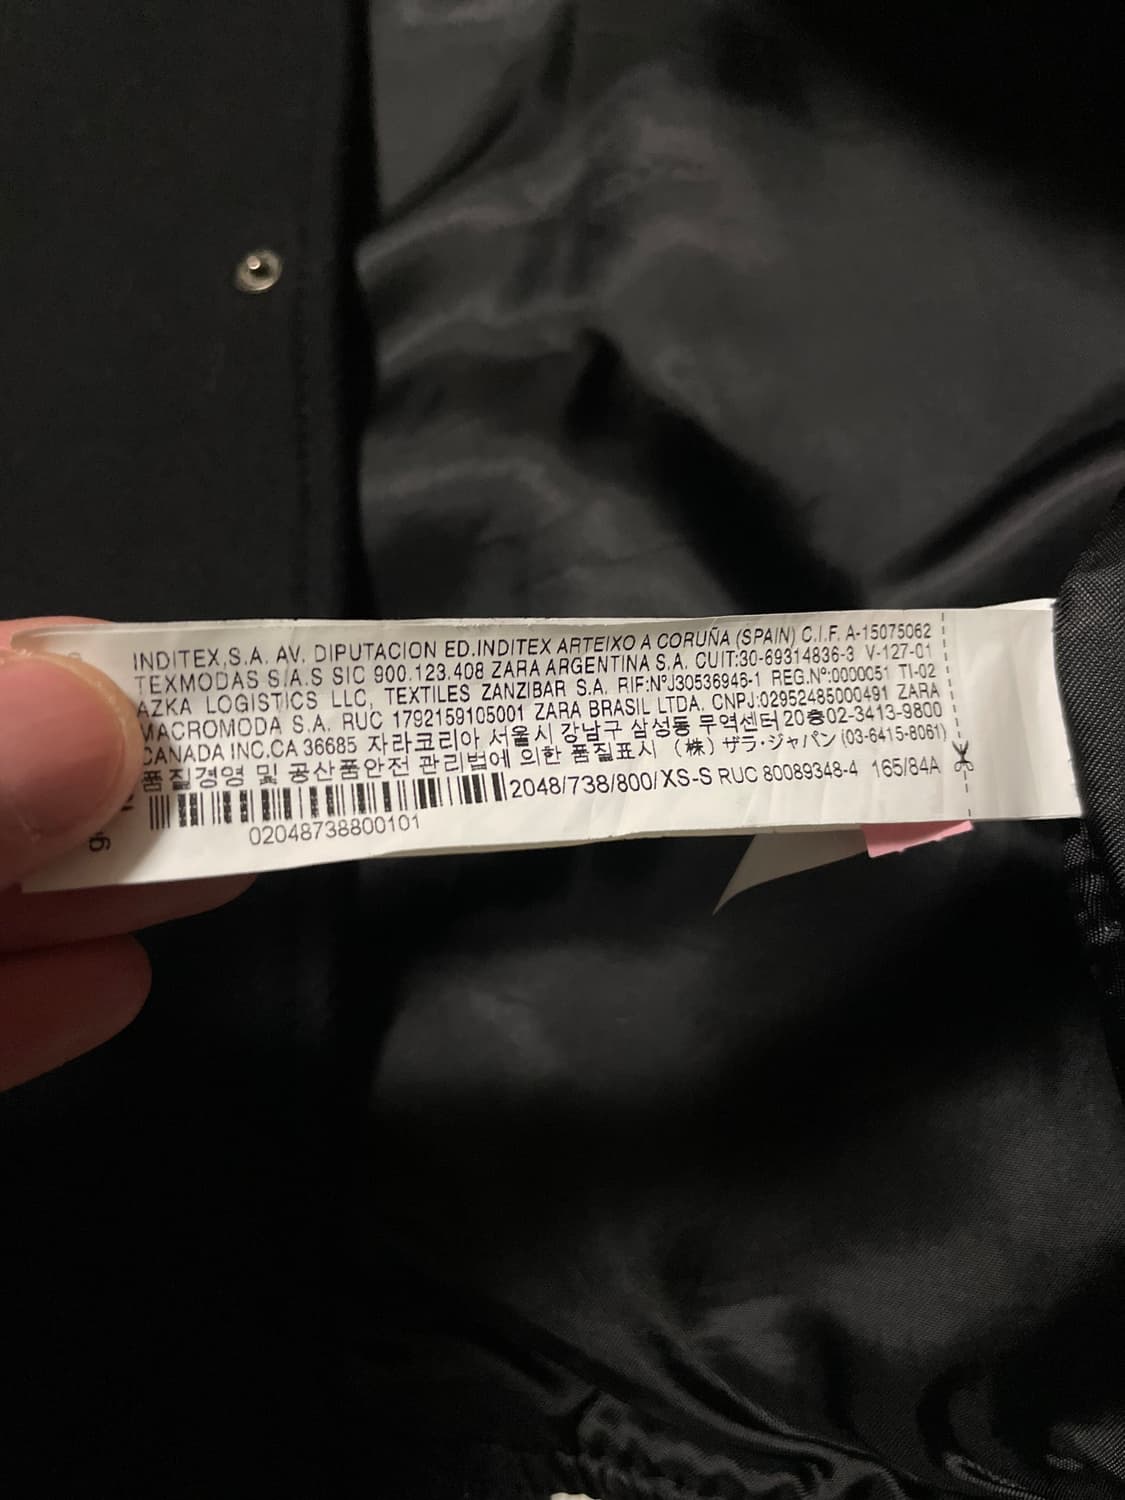 INDITEX,S.A. AV. DIPUTACION ED.INDITEX ARTEIXO A CORUÑA (SPAIN) C.I.F. A-15075062
TEXMODAS S.A.S SIC 900.123.408 ZARA ARGENTINA S.A. CUIT:30-69314836-3 V-127-01
AZKA LOGISTICS LLC, TEXTILES ZANZIBAR S.A. RIF:NºJ30536946-1 REG.Nº:0000051 TI-02
MACROMODA S.A. RUC 1792159105001 ZARA BRASIL LTDA. CNPJ:02952485000491 ZARA
CANADA INC.CA 36685 자라코리아 서울시 강남구 삼성동 무역센터 20층02-3413-9800
품질경영 및 공산품안전 관리법에 의한 품질표시 (株) ザラ・ジャパン (03-6415-8061)
2048/738/800/XS-S RUC 80089348-4 165/84A
02048738800101